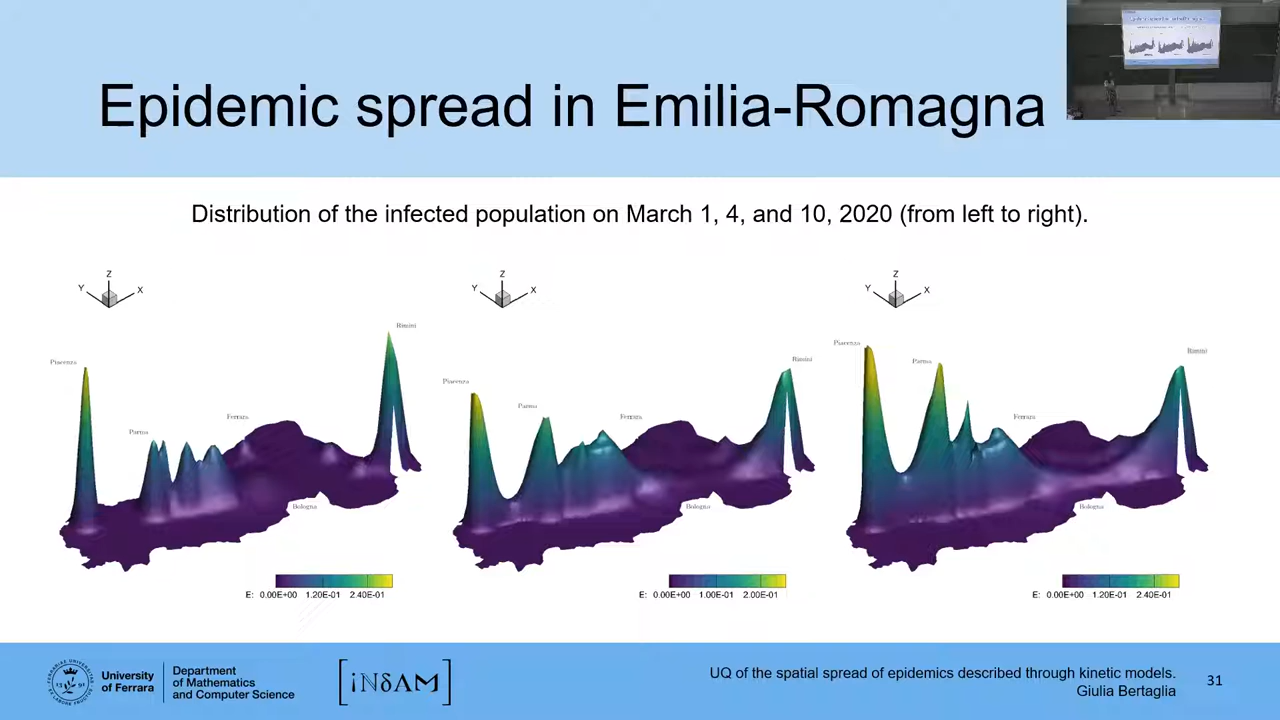 Epidemic spread in Emilia-Romagna
Distribution of the infected population on March 1, 4, and 10, 2020 (from left to right).
Z
Y
X
Piacenza
Parma
Ferrara
Rimini
Bologna
E: 0.00E+00 1.20E-01 2.40E-01
Z
Y
X
Piacenza
Parma
Ferrara
Rimini
Bologna
E: 0.00E+00 1.00E-01 2.00E-01
Z
Y
X
Piacenza
Parma
Ferrara
Rimini
Bologna
E: 0.00E+00 1.20E-01 2.40E-01
University
of Ferrara
Department
of Mathematics
and Computer Science
[iNδAM]
UQ of the spatial spread of epidemics described through kinetic models.
Giulia Bertaglia
31